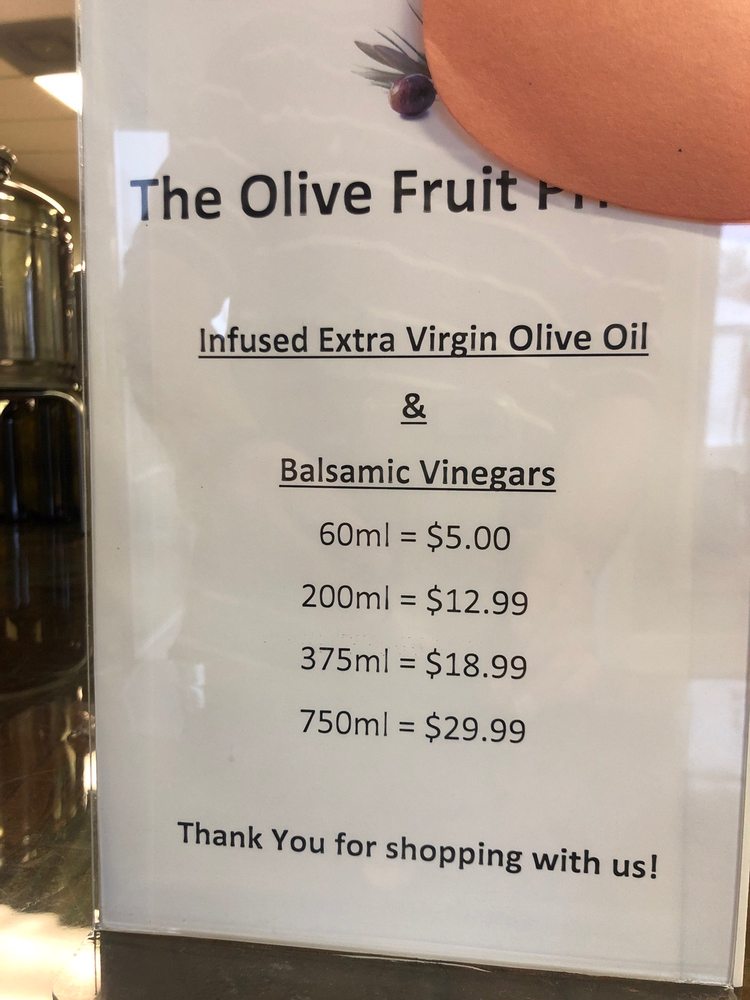 The Olive Fruit
Infused Extra Virgin Olive Oil
&
Balsamic Vinegars
60ml = $5.00
200ml = $12.99
375ml = $18.99
750ml = $29.99
Thank You for shopping with us!